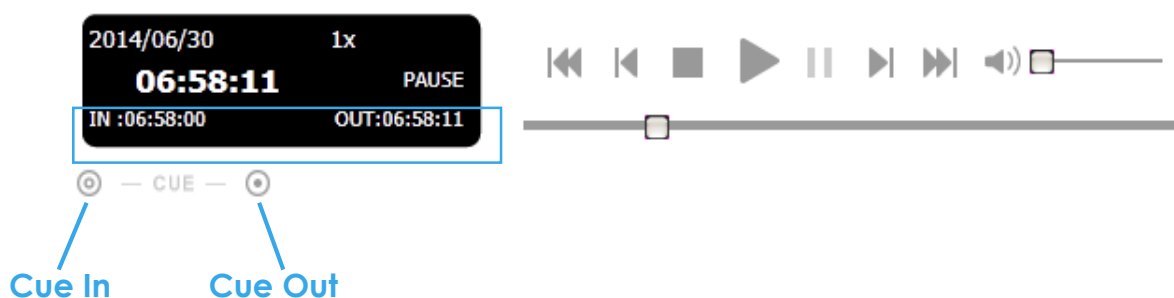 2014/06/30 1x
06:58:11 PAUSE
IN :06:58:00 OUT:06:58:11
— CUE —
Cue In Cue Out